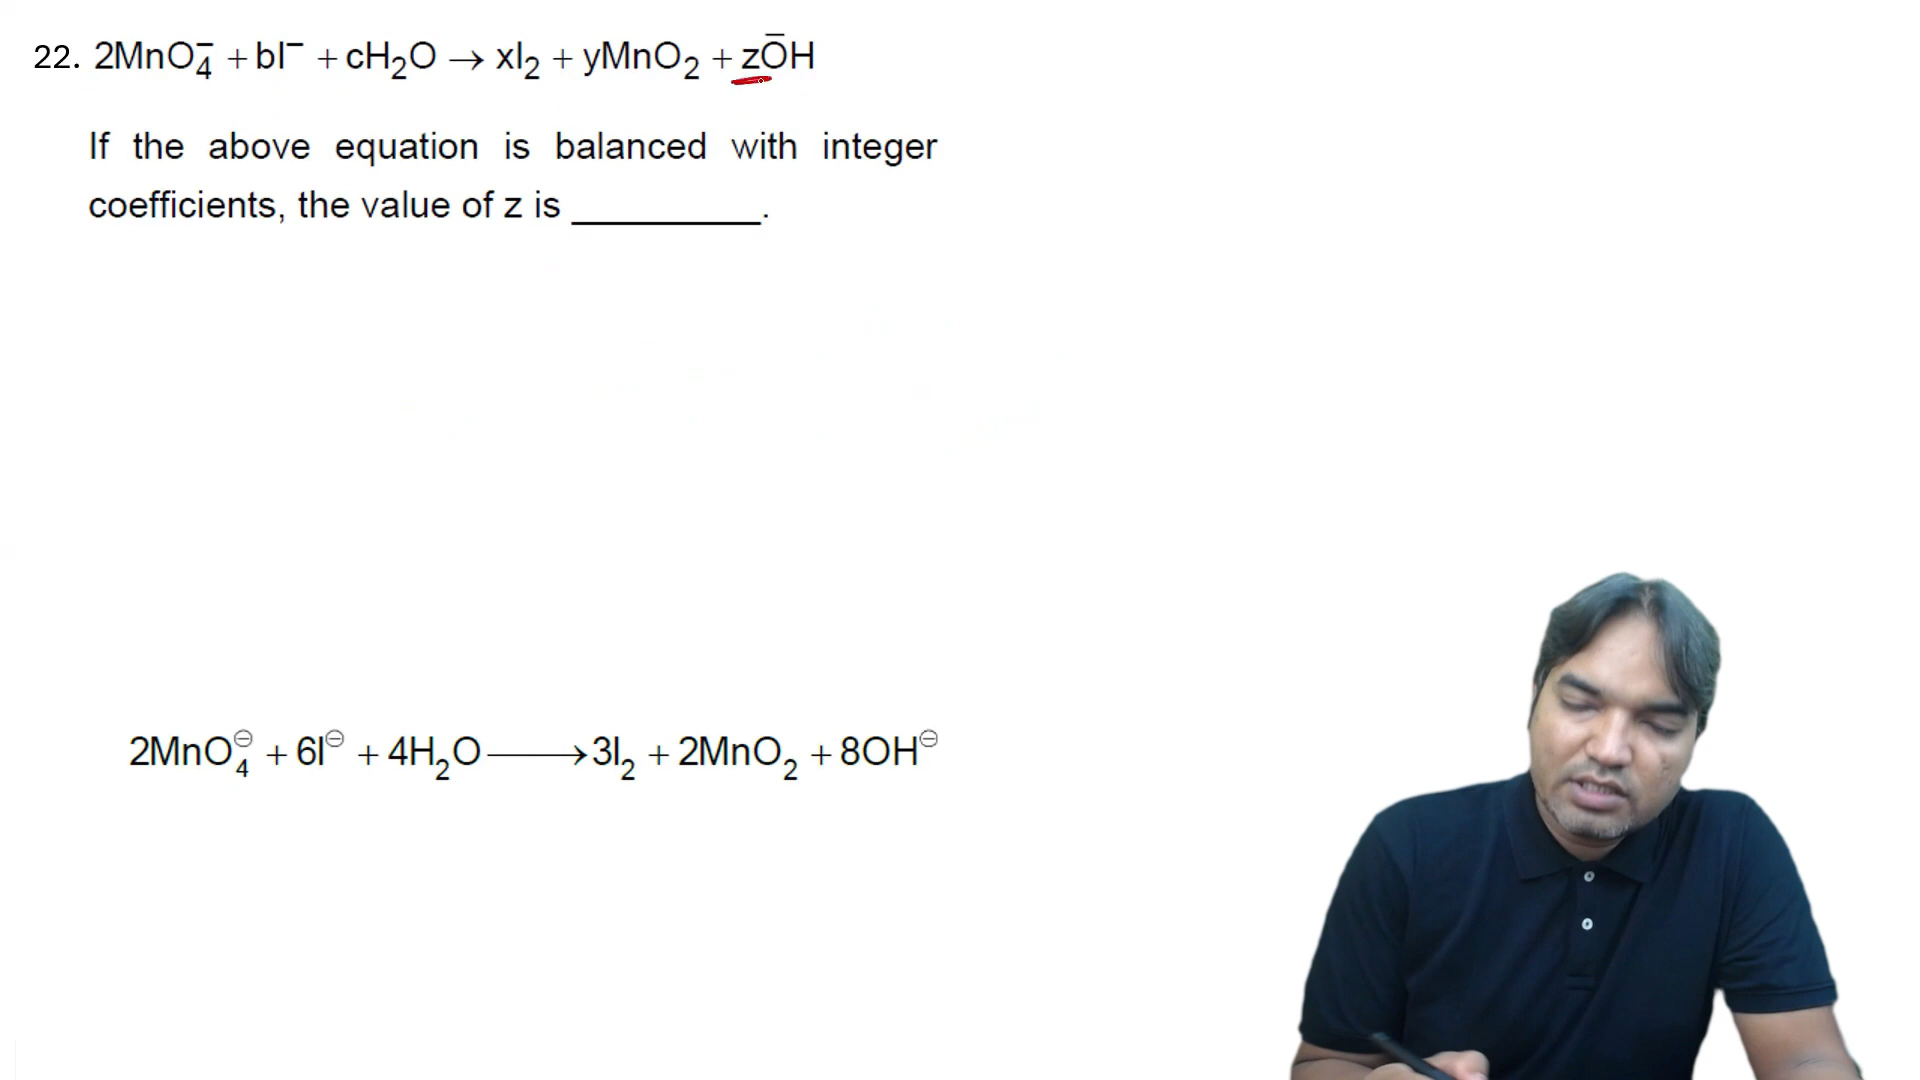 22. 2MnO₄⁻ + bI⁻ + cH₂O → xI₂ + yMnO₂ + zŌH
If the above equation is balanced with integer
coefficients, the value of z is __________.
2MnO₄^⊖ + 6I^⊖ + 4H₂O ⟶ 3I₂ + 2MnO₂ + 8OH^⊖